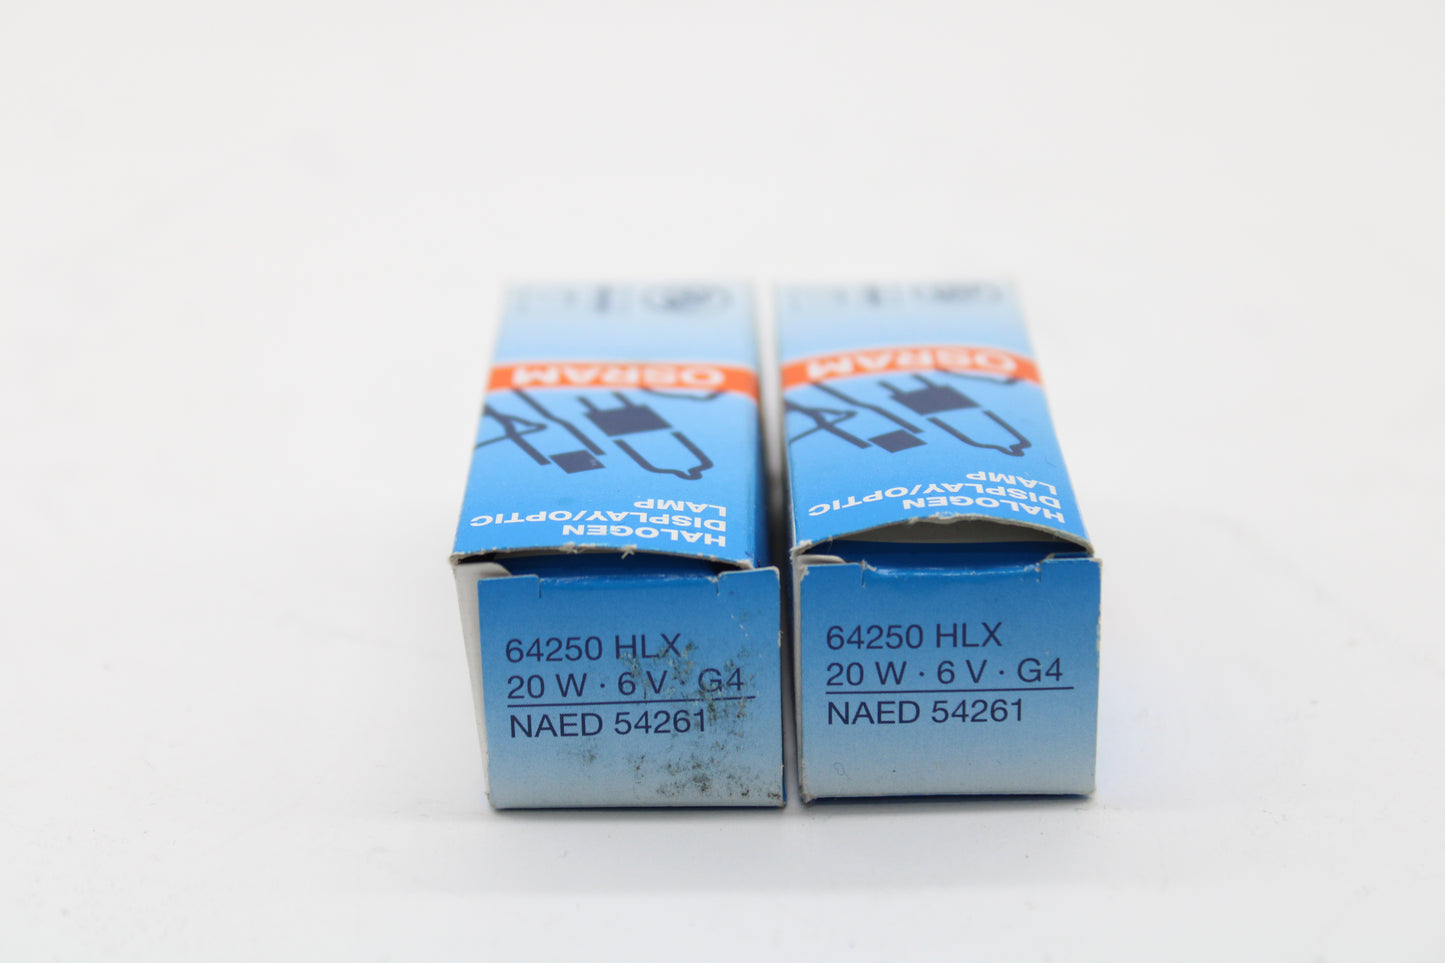 OSRAM
HALOGEN
DISPLAY/OPTIC
LAMP
64250 HLX
20 W · 6 V · G4
NAED 54261
OSRAM
HALOGEN
DISPLAY/OPTIC
LAMP
64250 HLX
20 W · 6 V · G4
NAED 54261